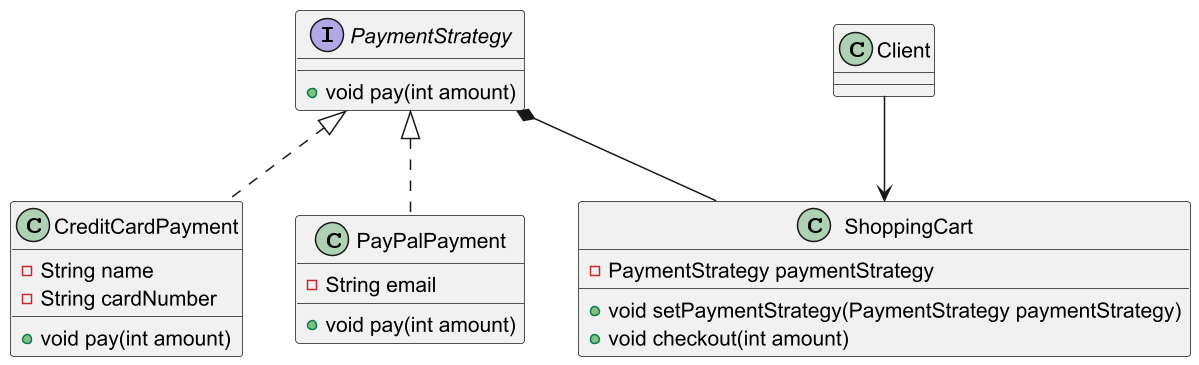 I PaymentStrategy
void pay(int amount)
C Client
C CreditCardPayment
String name
String cardNumber
void pay(int amount)
C PayPalPayment
String email
void pay(int amount)
C ShoppingCart
PaymentStrategy paymentStrategy
void setPaymentStrategy(PaymentStrategy paymentStrategy)
void checkout(int amount)